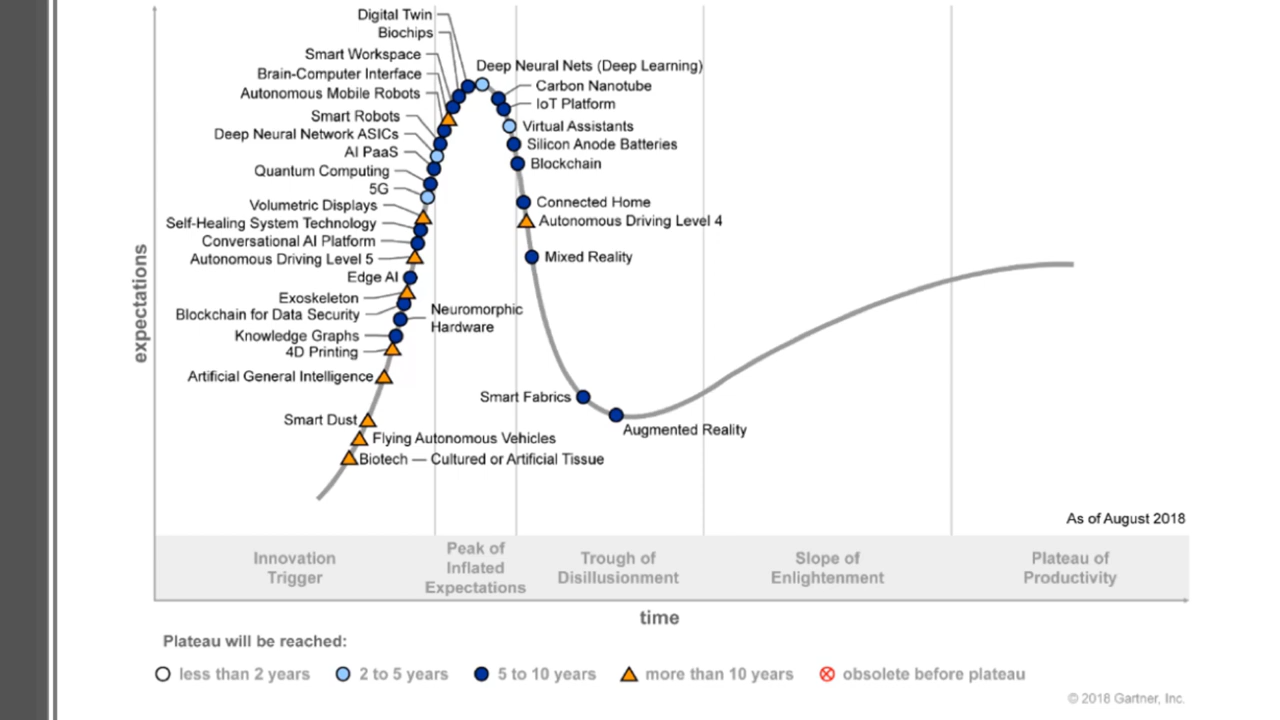 Digital Twin
Biochips
Smart Workspace
Brain-Computer Interface
Autonomous Mobile Robots
Smart Robots
Deep Neural Network ASICs
AI PaaS
Quantum Computing
5G
Volumetric Displays
Self-Healing System Technology
Conversational AI Platform
Autonomous Driving Level 5
Edge AI
Exoskeleton
Blockchain for Data Security
Neuromorphic
Hardware
Knowledge Graphs
4D Printing
Artificial General Intelligence
Smart Dust
Flying Autonomous Vehicles
Biotech — Cultured or Artificial Tissue
Deep Neural Nets (Deep Learning)
Carbon Nanotube
IoT Platform
Virtual Assistants
Silicon Anode Batteries
Blockchain
Connected Home
Autonomous Driving Level 4
Mixed Reality
Smart Fabrics
Augmented Reality
expectations
As of August 2018
Innovation
Trigger
Peak of
Inflated
Expectations
Trough of
Disillusionment
Slope of
Enlightenment
Plateau of
Productivity
time
Plateau will be reached:
less than 2 years
2 to 5 years
5 to 10 years
more than 10 years
obsolete before plateau
© 2018 Gartner, Inc.